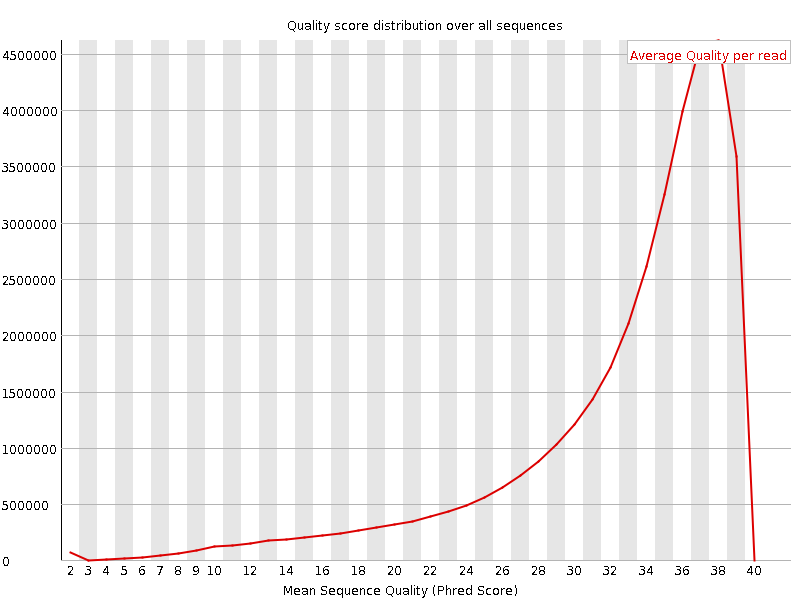 Quality score distribution over all sequences
Average Quality per read
4500000
4000000
3500000
3000000
2500000
2000000
1500000
1000000
500000
0
2 3 4 5 6 7 8 9 10 12 14 16 18 20 22 24 26 28 30 32 34 36 38 40
Mean Sequence Quality (Phred Score)